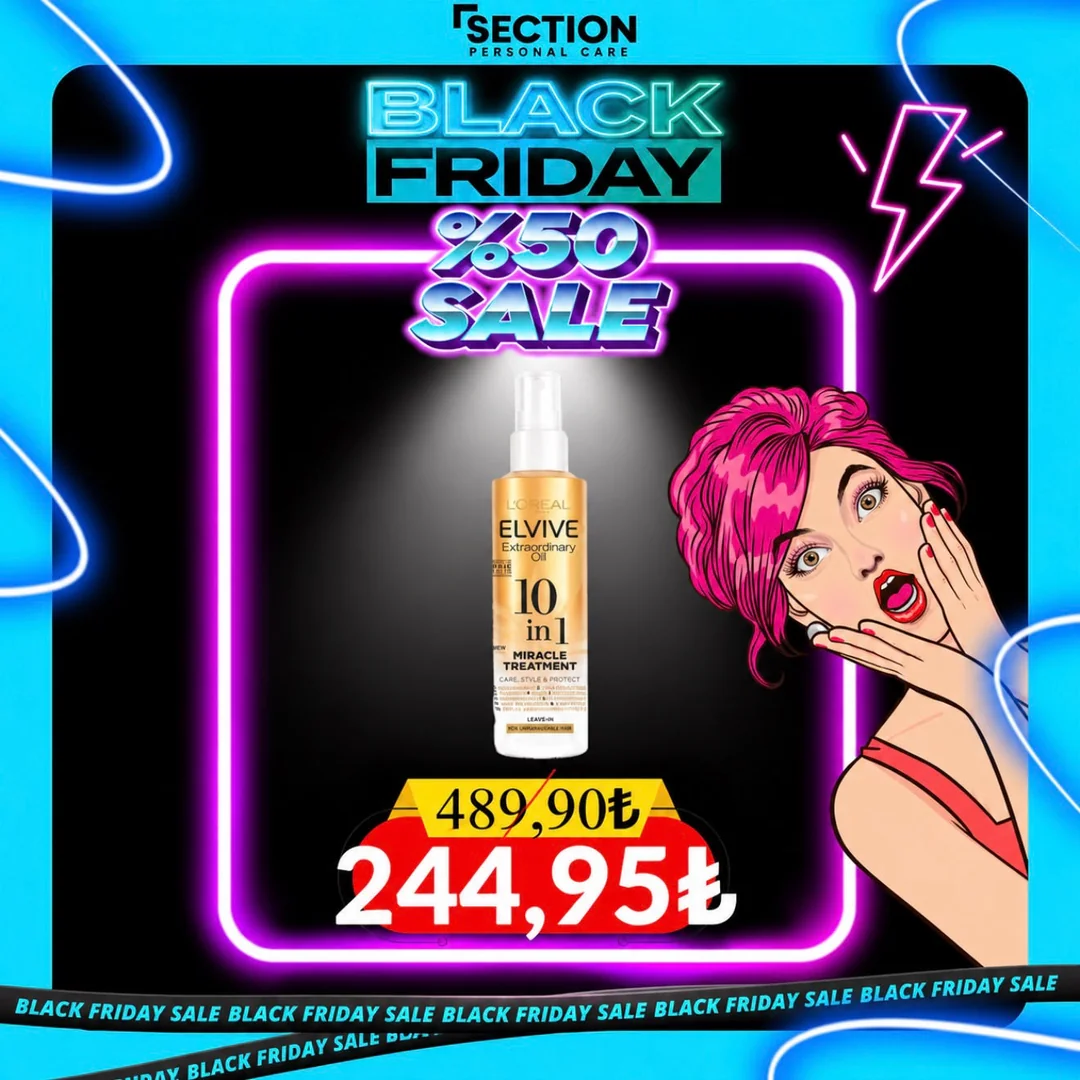 SECTION
PERSONAL CARE
BLACK
FRIDAY
%50
SALE
L'OREAL
ELVIVE
Extraordinary
Oil
10
in 1
MIRACLE
TREATMENT
CARE, STYLE & PROTECT
LEAVE-IN
489,90₺
244,95₺
BLACK FRIDAY SALE BLACK FRIDAY SALE BLACK FRIDAY SALE BLACK FRIDAY SALE BLACK FRIDAY SALE
BLACK FRIDAY SALE